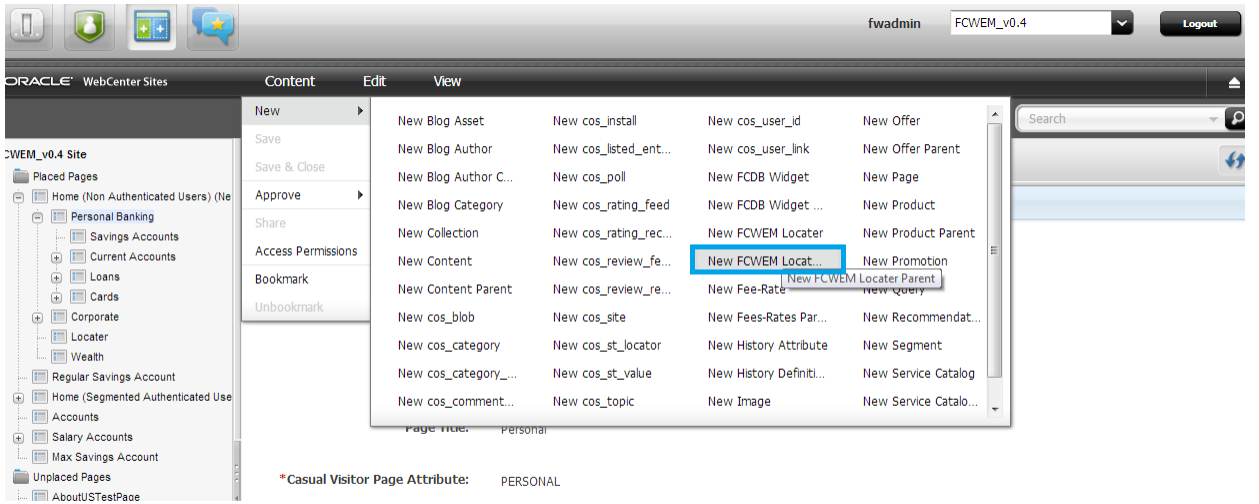 fwadmin
FCWEM_v0.4
Logout
ORACLE WebCenter Sites
Content Edit View
Search
CWEM_v0.4 Site
Placed Pages
Home (Non Authenticated Users) (Ne
Personal Banking
Savings Accounts
Current Accounts
Loans
Cards
Corporate
Locater
Wealth
Regular Savings Account
Home (Segmented Authenticated Use
Accounts
Salary Accounts
Max Savings Account
Unplaced Pages
AboutUSTestPage
New
Save
Save & Close
Approve
Share
Access Permissions
Bookmark
Unbookmark
New Blog Asset
New Blog Author
New Blog Author C...
New Blog Category
New Collection
New Content
New Content Parent
New cos_blob
New cos_category
New cos_category_...
New cos_comment...
New cos_install
New cos_listed_ent...
New cos_poll
New cos_rating_feed
New cos_rating_rec...
New cos_review_fe...
New cos_review_re...
New cos_site
New cos_st_locator
New cos_st_value
New cos_topic
New cos_user_id
New cos_user_link
New FCDB Widget
New FCDB Widget ...
New FCWEM Locater
New FCWEM Locat...
New FCWEM Locater Parent
New Fee-Rate
New Fees-Rates Par...
New History Attribute
New History Definiti...
New Image
New Offer
New Offer Parent
New Page
New Product
New Product Parent
New Promotion
New Query
New Recommendat...
New Segment
New Service Catalog
New Service Catalo...
Page Title: Personal
*Casual Visitor Page Attribute: PERSONAL